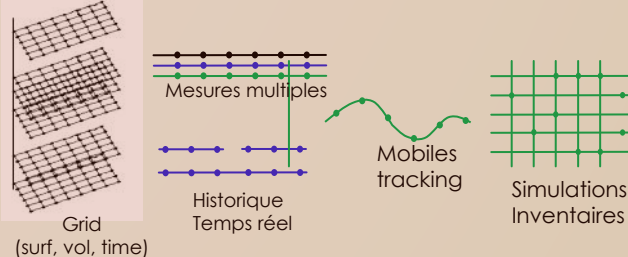 Mesures multiples
Mobiles
tracking
Simulations
Inventaires
Historique
Temps réel
Grid
(surf, vol, time)